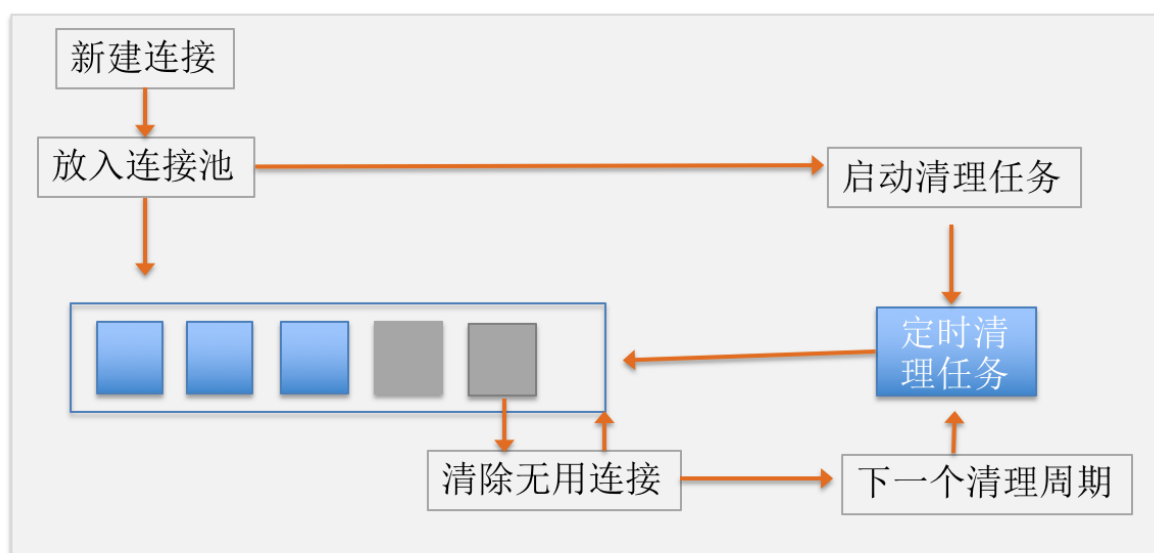 新建连接
放入连接池
启动清理任务
定时清
理任务
清除无用连接
下一个清理周期